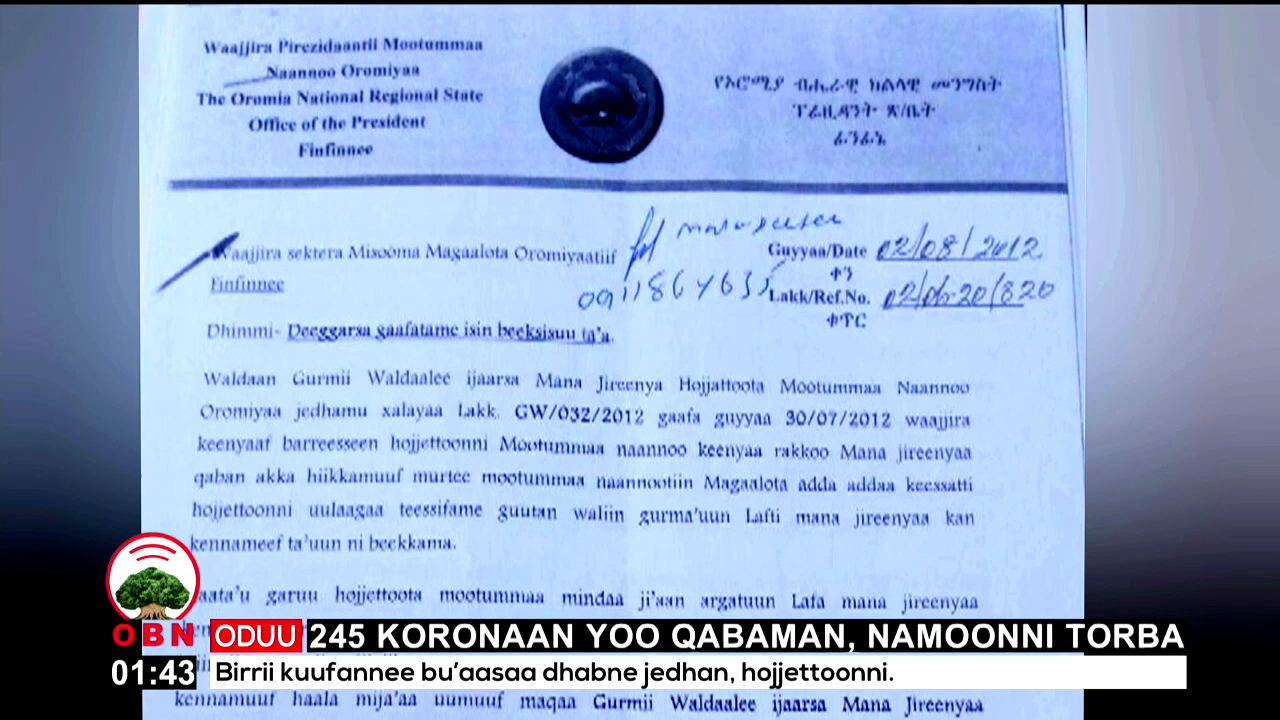 Waajjira Pirezidaantii Mootummaa
Naannoo Oromiyaa
The Oromia National Regional State
Office of the President
Finfinnee
የኦሮሚያ ብሔራዊ ክልላዊ መንግስት
ፕሬዚዳንት ጽ/ቤት
ፊንፊኔ
Guyyaa/Date 02/08/2012
ቀን
Lakk/Ref.No. 02/06-20/820
ቁጥር
Waajjira sektera Misooma Magaalota Oromiyaatiif
Finfinnee
Dhimmi- Deeggarsa gaafatame isin beeksisuu ta'a.
Waldaan Gurmii Waldaalee ijaarsa Mana Jireenya Hojjattoota Mootummaa Naannoo
Oromiyaa jedhamu xalayaa Lakk. GW/032/2012 gaafa guyyaa 30/07/2012 waajjira
keenyaaf barreesseen hojjettoonni Mootummaa naannoo keenyaa rakkoo Mana jireenyaa
qaban akka hiikkamuuf murtee mootummaa naannootiin Magaalota adda addaa keessatti
hojjettoonni uulaagaa teessifame guutan waliin gurma'uun Lafti mana jireenyaa kan
kennameef ta'uun ni beekkama.
garuu hojjettoota mootummaa mindaa ji'aan argatuun Lafa mana jireenyaa
kennamuuf haala mija'aa uumuuf maqaa Gurmii Waldaalee ijaarsa Mana Jireenyaa
OBN
ODUU 245 KORONAAN YOO QABAMAN, NAMOONNI TORBA
01:43 Birrii kuufannee bu'aasaa dhabne jedhan, hojjettoonni.